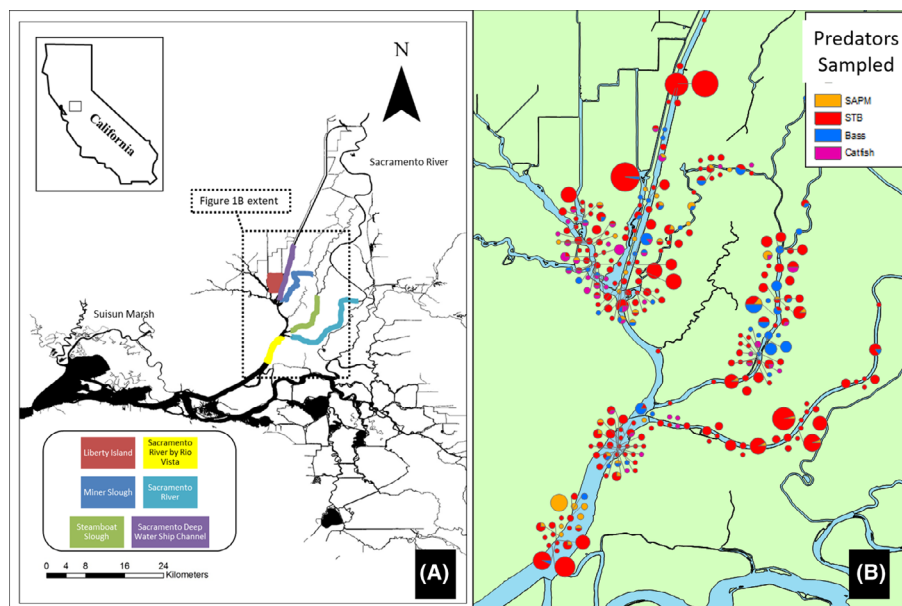 California
N
Sacramento River
Figure 1B extent
Suisun Marsh
Liberty Island
Sacramento
River by Rio
Vista
Miner Slough
Sacramento
River
Steamboat
Slough
Sacramento Deep
Water Ship Channel
0 4 8 16 24
Kilometers
(A)
Predators
Sampled
SAPM
STB
Bass
Catfish
(B)